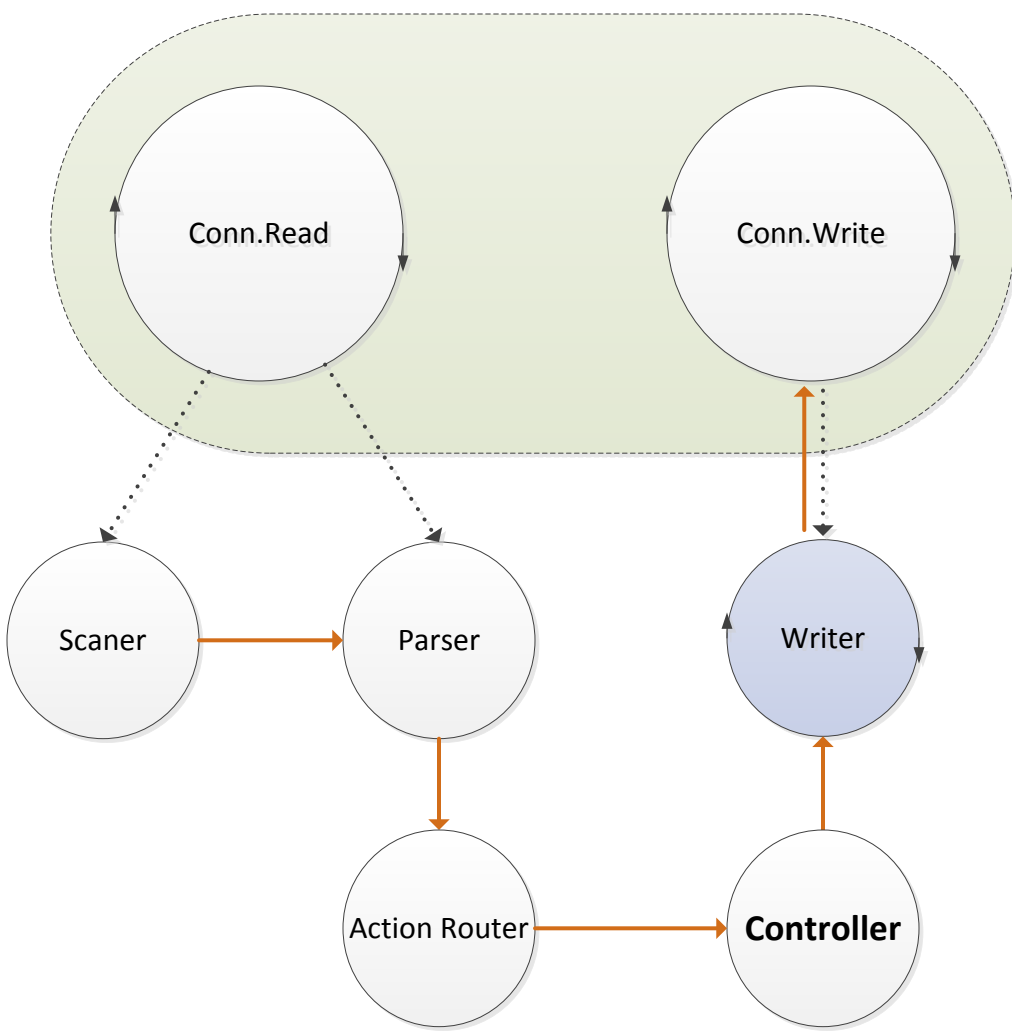 Conn.Read
Conn.Write
Scaner
Parser
Writer
Action Router
Controller